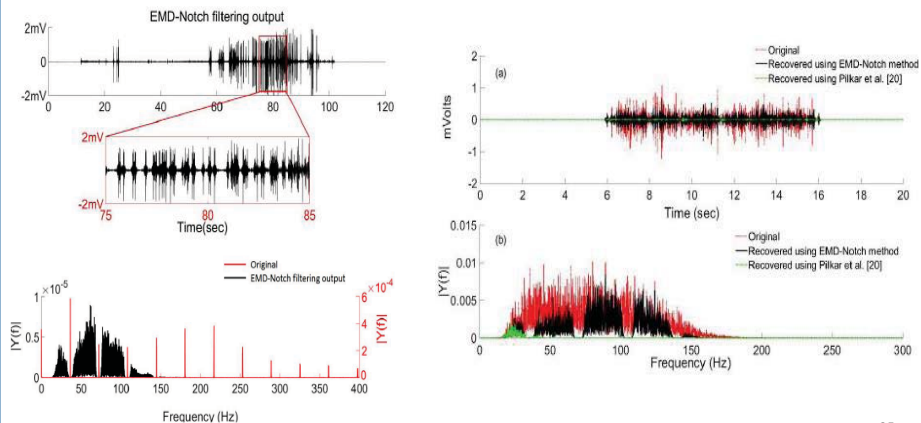 EMD-Notch filtering output
2mV
0
-2mV
0 20 40 60 80 100 120
2mV
-2mV
75 80 85
Time(sec)
Original
EMD-Notch filtering output
1 ×10⁻⁵
0.5
0
|Y(f)|
6 ×10⁻⁴
4
2
0
|Y(f)|
0 50 100 150 200 250 300 350 400
Frequency (Hz)
(a)
Original
Recovered using EMD-Notch method
Recovered using Pilkar et al. [20]
2
1
0
-1
-2
mVolts
0 2 4 6 8 10 12 14 16 18 20
Time (sec)
(b)
Original
Recovered using EMD-Notch method
Recovered using Pilkar et al. [20]
0.015
0.01
0.005
0
|Y(f)|
0 50 100 150 200 250 300
Frequency (Hz)